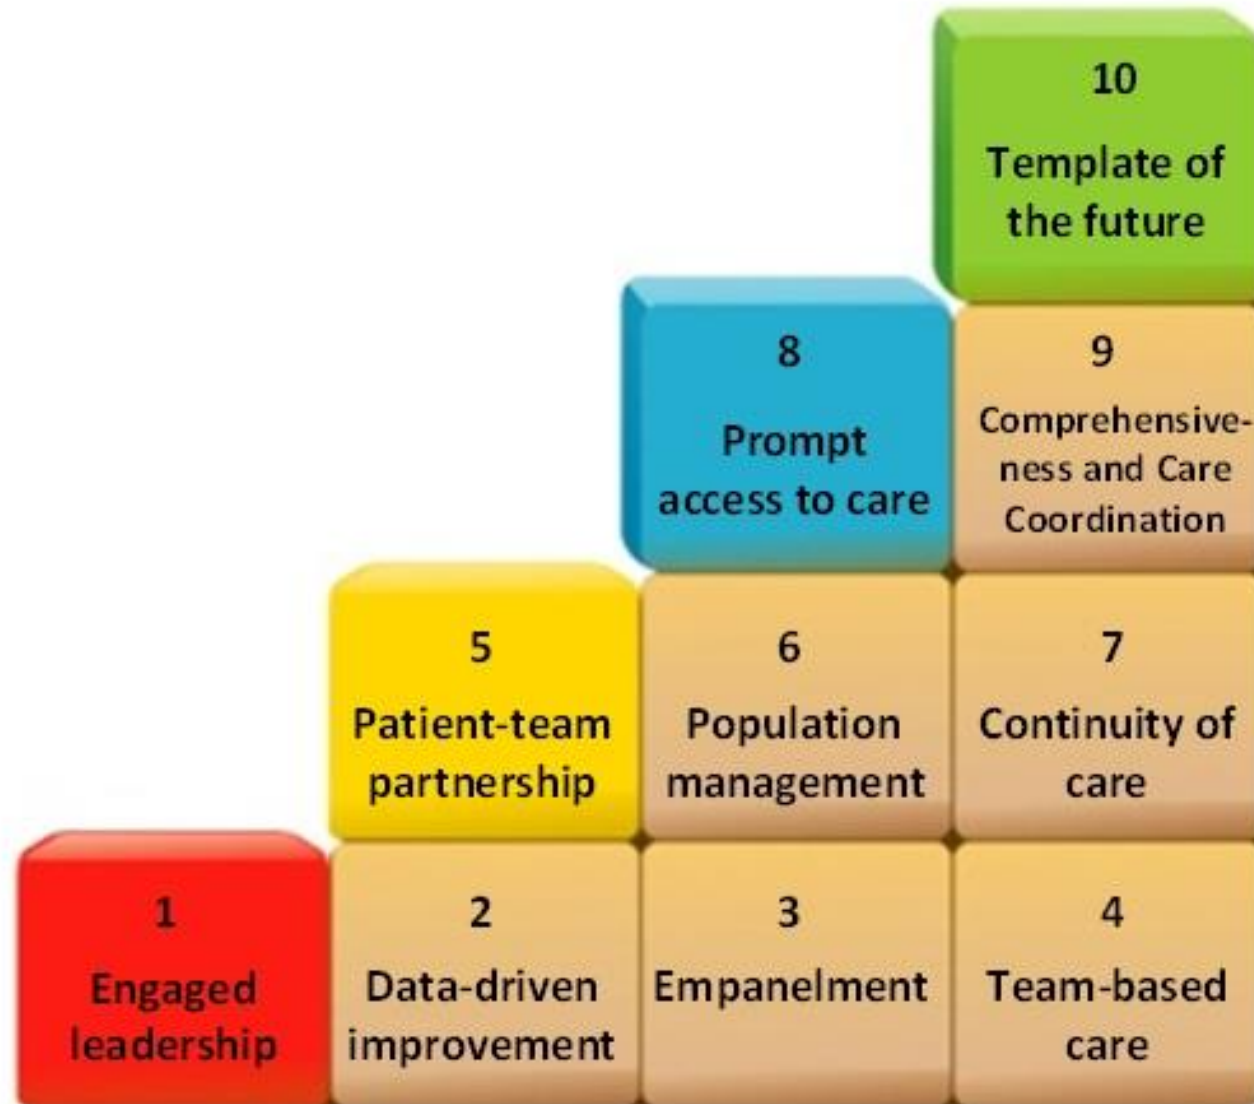 10
Template of
the future
8
Prompt
access to care
9
Comprehensive-
ness and Care
Coordination
5
Patient-team
partnership
6
Population
management
7
Continuity of
care
1
Engaged
leadership
2
Data-driven
improvement
3
Empanelment
4
Team-based
care